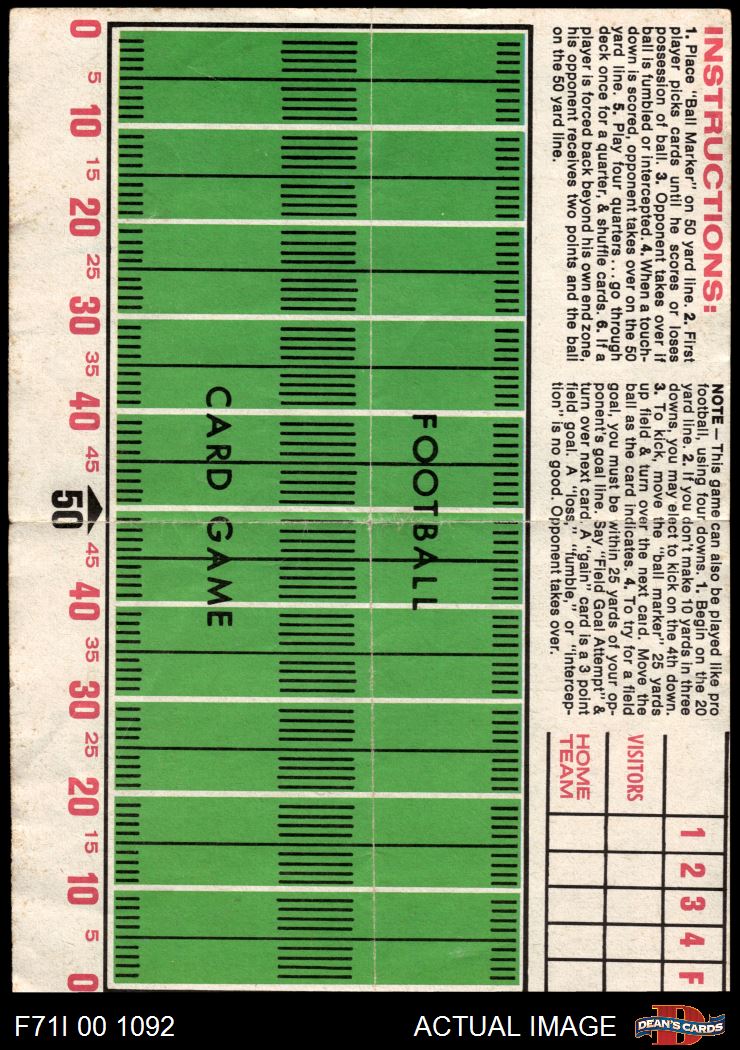 INSTRUCTIONS:
1. Place "Ball Marker" on 50 yard line. 2. First
player picks cards until he scores or loses
possession of ball. 3. Opponent takes over if
ball is fumbled or intercepted. 4. When a touch-
down is scored, opponent takes over on the 50
yard line. 5. Play four quarters... go through
deck once for a quarter, & shuffle cards. 6. If a
player is forced back beyond his own end zone,
his opponent receives two points and the ball
on the 50 yard line.
NOTE — This game can also be played like pro
football, using four downs. 1. Begin on the 20
yard line. 2. If you don't make 10 yards in three
downs, you may elect to kick on the 4th down.
3. To kick, move the "ball marker" 25 yards
up field & turn over the next card. Move the
ball as the card indicates. 4. To try for a field
goal, you must be within 25 yards of your op-
ponent's goal line. Say "Field Goal Attempt" &
turn over next card. A "gain" card is a 3 point
field goal. A "loss," "fumble," or "intercep-
tion" is no good. Opponent takes over.
1 2 3 4 F
VISITORS
HOME
TEAM
FOOTBALL
CARD GAME
0 5 10 15 20 25 30 35 40 45 50 45 40 35 30 25 20 15 10 5 0
F71I 00 1092
ACTUAL IMAGE
D
DEAN'S CARDS